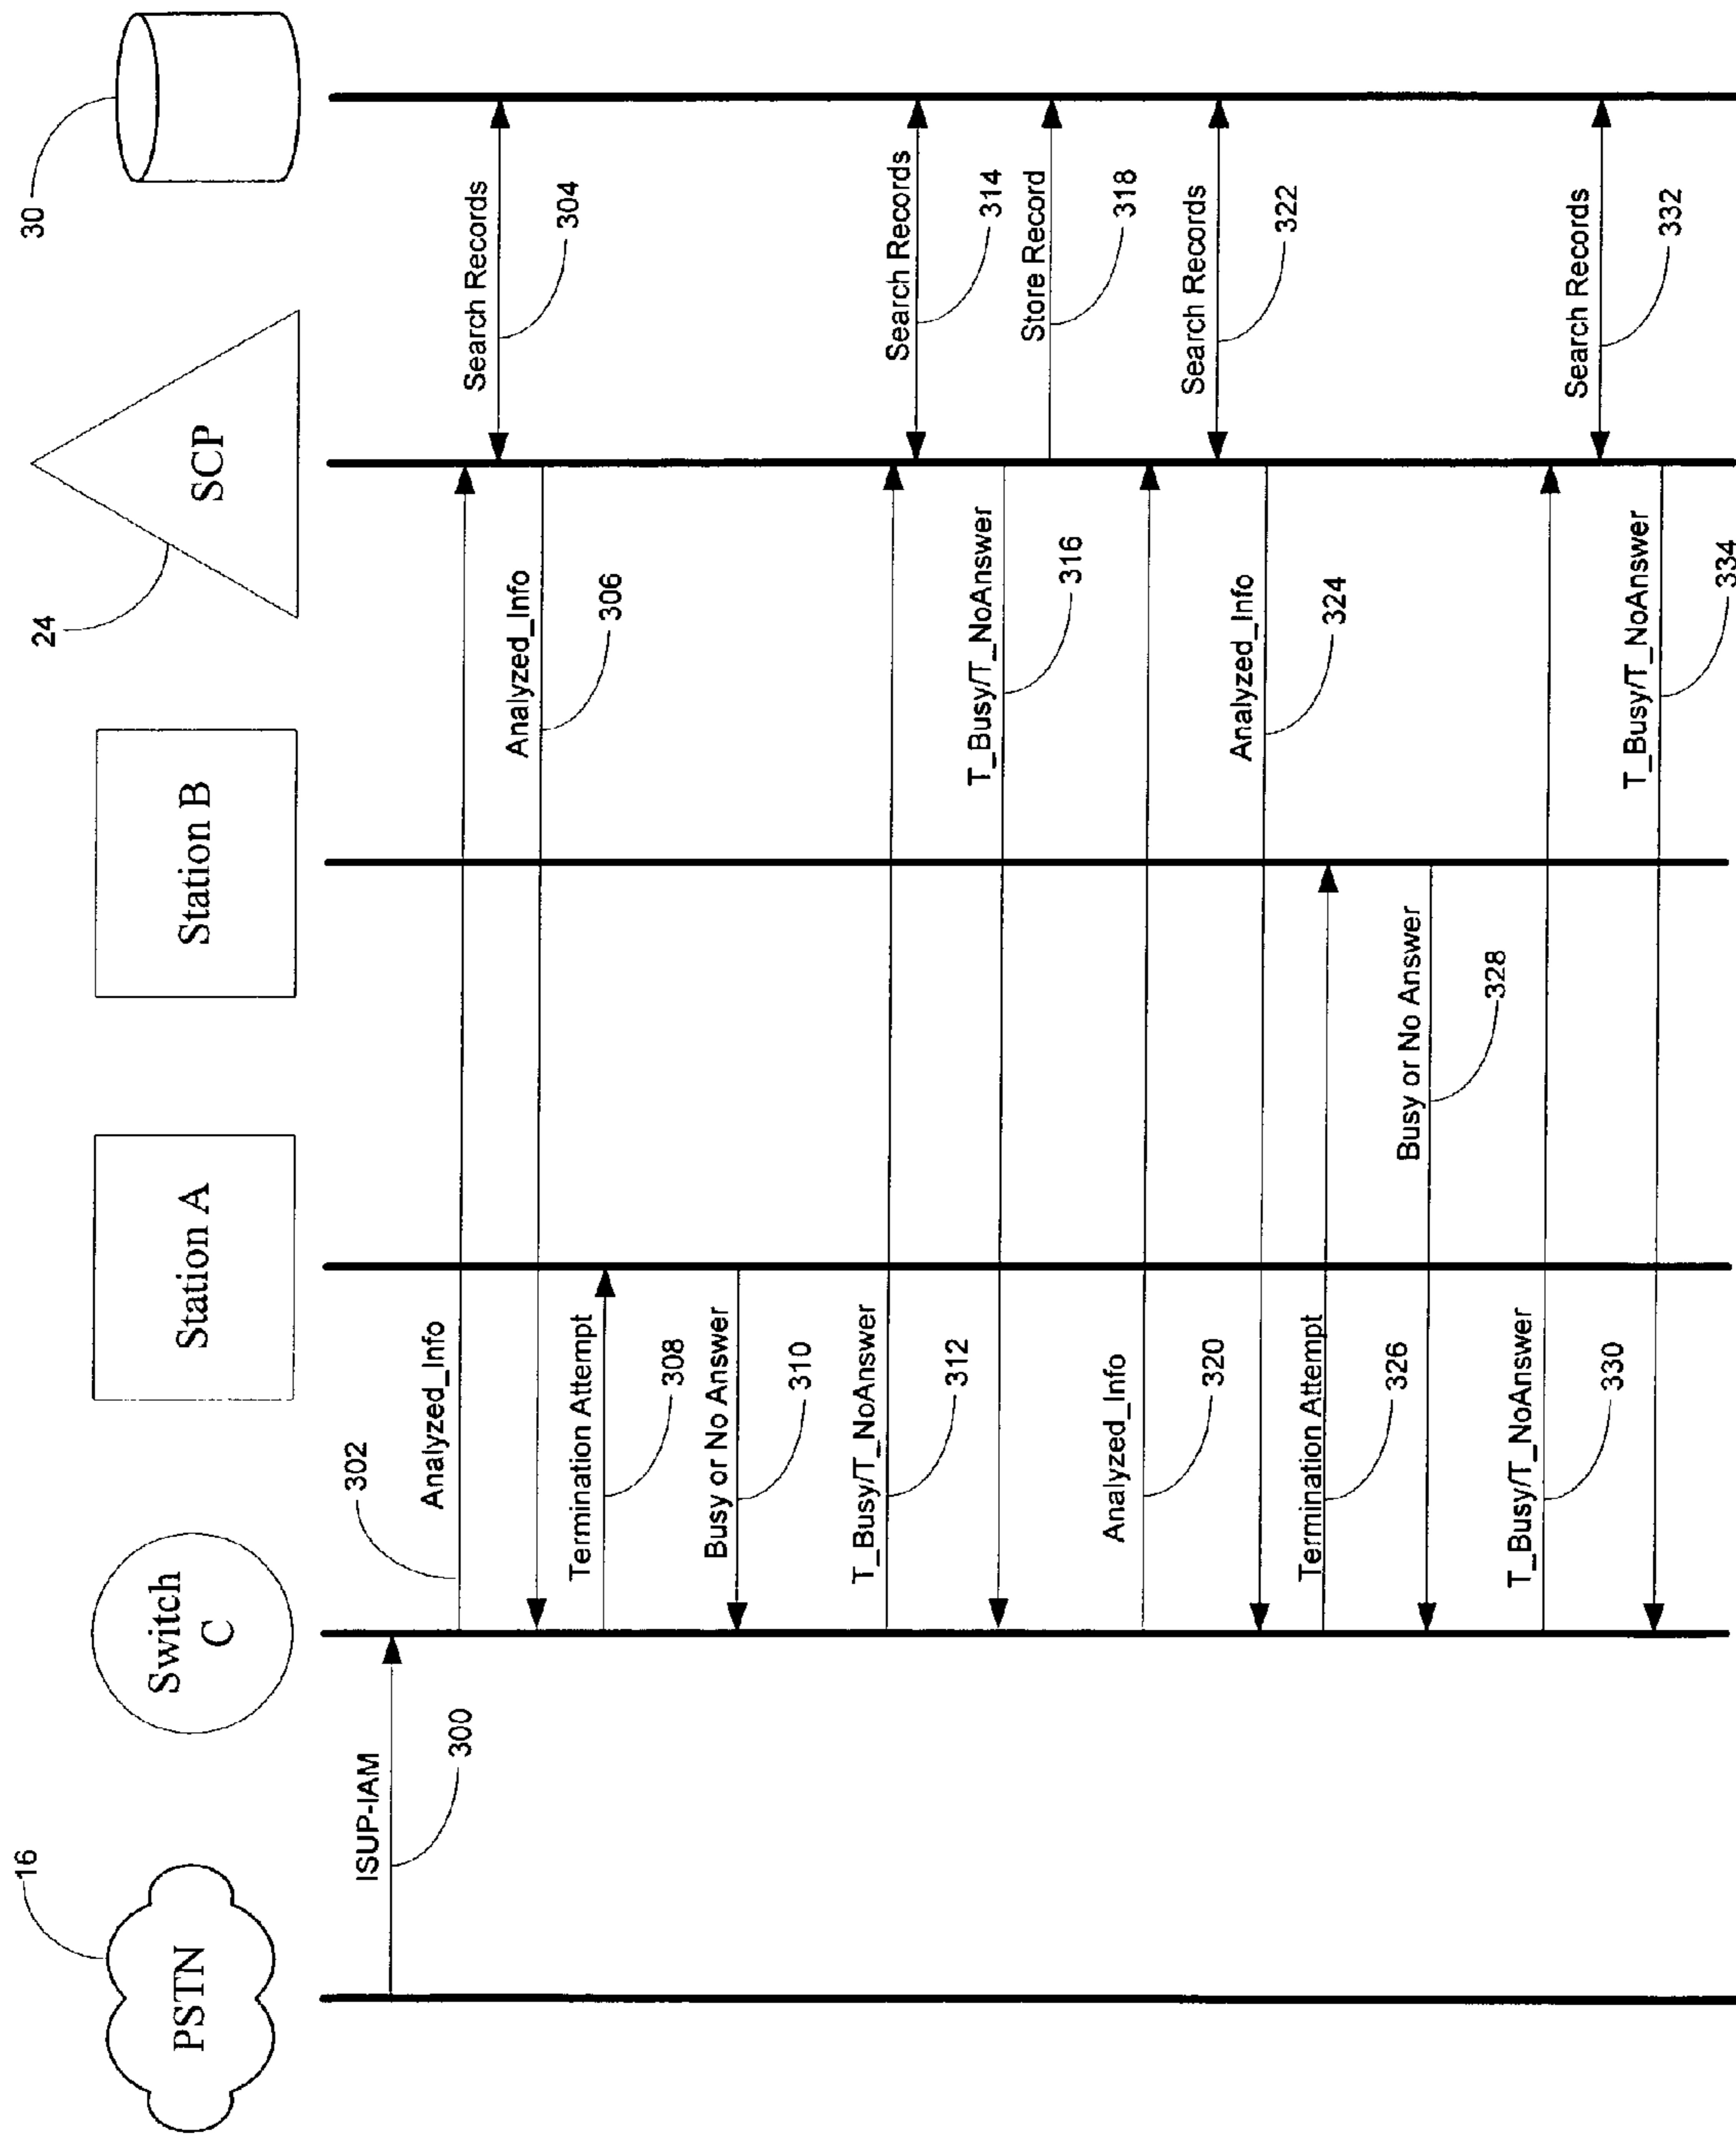 16
PSTN
Switch
C
Station A
Station B
24
SCP
30
ISUP-IAM
300
302
Analyzed_Info
Search Records
304
Analyzed_Info
306
Termination Attempt
308
Busy or No Answer
310
T_Busy/T_NoAnswer
312
Search Records
314
T_Busy/T_NoAnswer
316
Store Record
318
Analyzed_Info
320
Search Records
322
Analyzed_Info
324
Termination Attempt
326
Busy or No Answer
328
T_Busy/T_NoAnswer
330
Search Records
332
T_Busy/T_NoAnswer
334